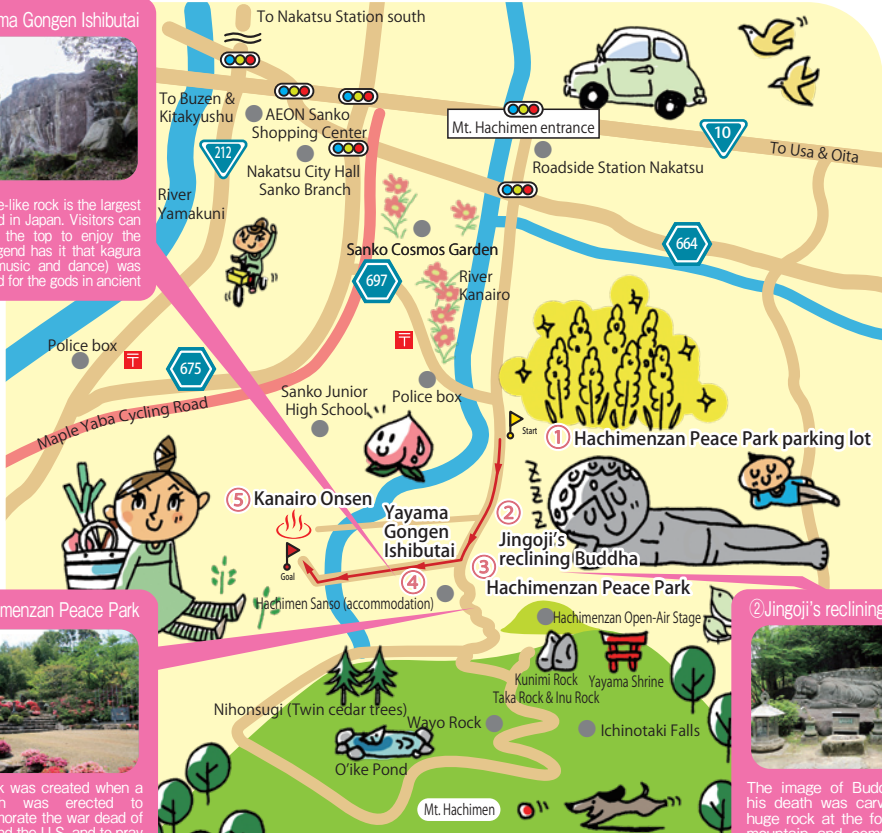 ma Gongen Ishibutai
e-like rock is the largest
d in Japan. Visitors can
the top to enjoy the
gend has it that kagura
music and dance) was
d for the gods in ancient
To Nakatsu Station south
To Buzen &
Kitakyushu
AEON Sanko
Shopping Center
212
Nakatsu City Hall
Sanko Branch
River
Yamakuni
Mt. Hachimen entrance
10
To Usa & Oita
Roadside Station Nakatsu
664
Sanko Cosmos Garden
697
River
Kanairo
Police box
〒
675
〒
Sanko Junior
High School
Police box
Maple Yaba Cycling Road
Start
① Hachimenzan Peace Park parking lot
z
z
z
z
⑤ Kanairo Onsen
Yayama
Gongen
Ishibutai
②
Jingoji's
reclining Buddha
③
Hachimenzan Peace Park
Goal
④
Hachimen Sanso (accommodation)
Hachimenzan Open-Air Stage
menzan Peace Park
②Jingoji's reclining
Kunimi Rock
Yayama Shrine
Taka Rock & Inu Rock
Nihonsugi (Twin cedar trees)
Wayo Rock
Ichinotaki Falls
O'ike Pond
Mt. Hachimen
k was created when a
h was erected to
morate the war dead of
nd the U.S. and to pray
The image of Budd
his death was carv
huge rock at the fo
mountain and